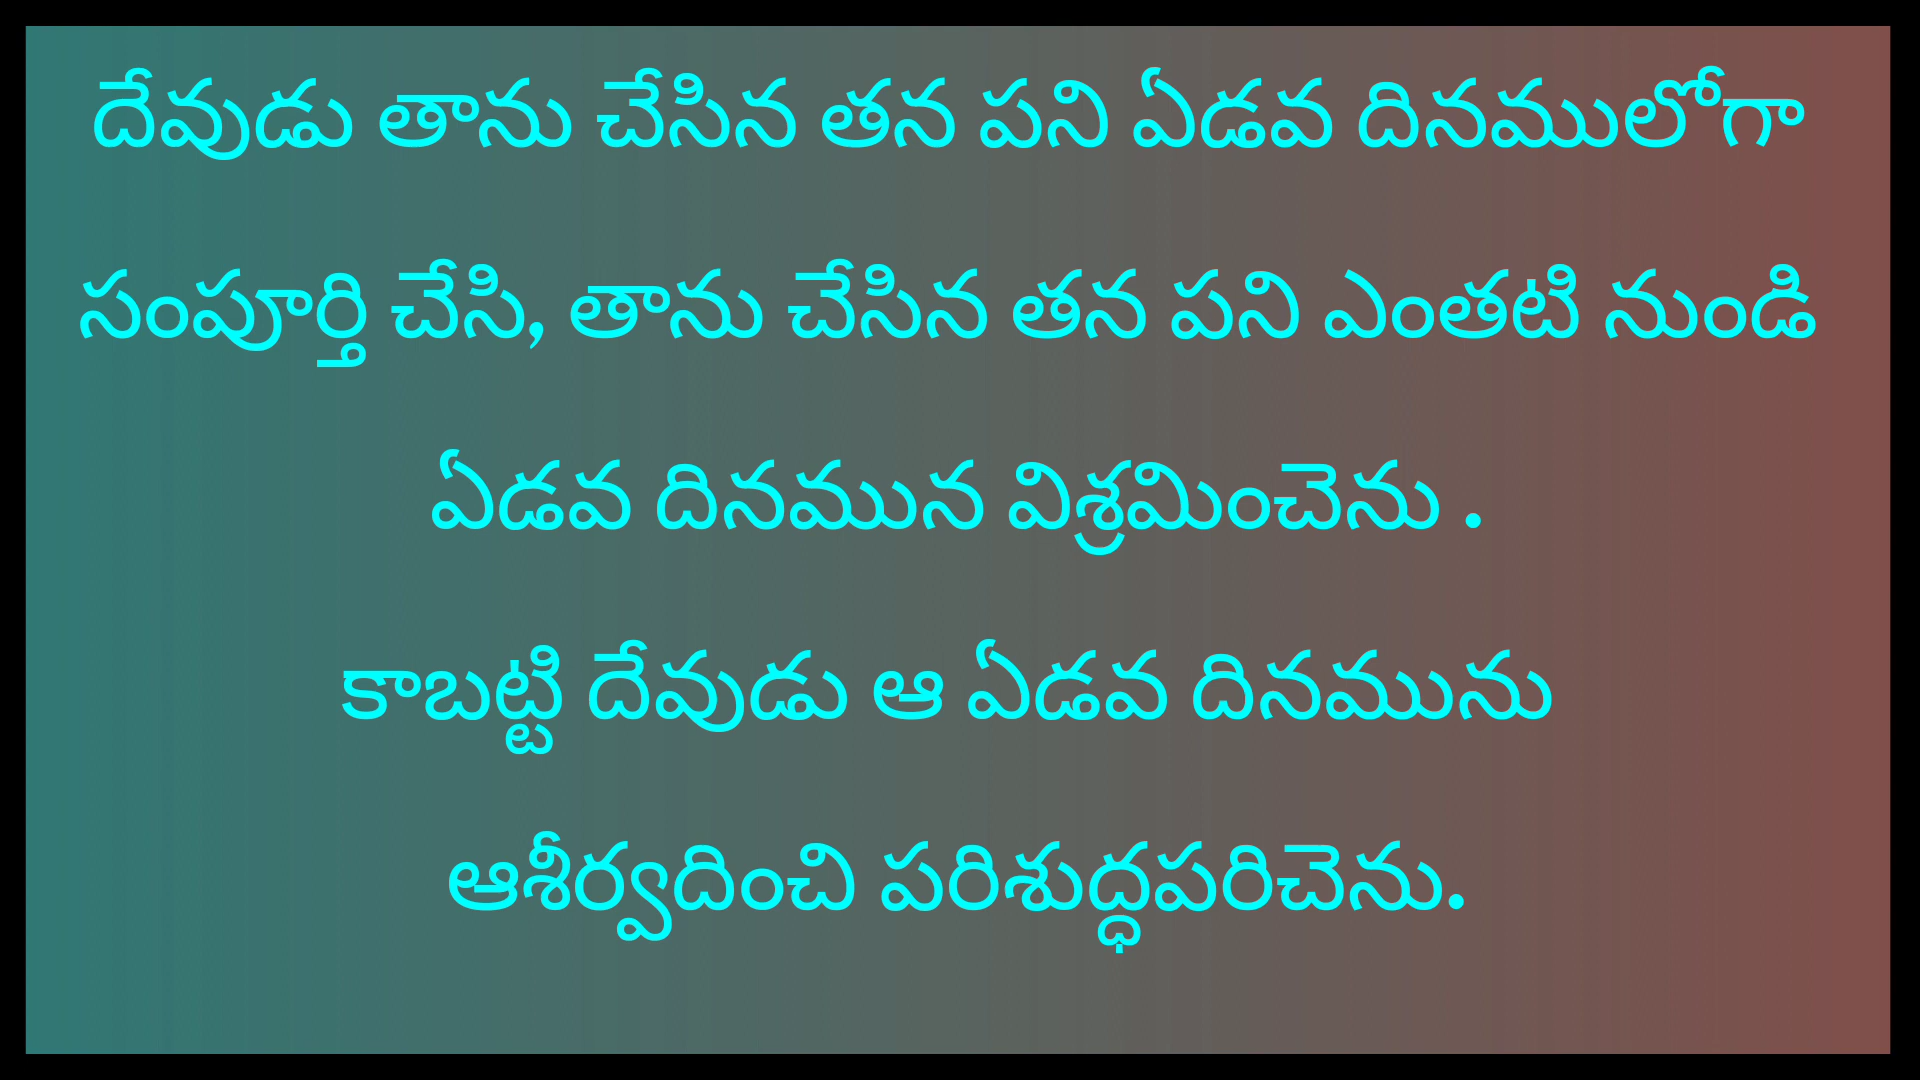 దేవుడు తాను చేసిన తన పని ఏడవ దినములోగా
సంపూర్తి చేసి, తాను చేసిన తన పని ఎంతటి నుండి
ఏడవ దినమున విశ్రమించెను .
కాబట్టి దేవుడు ఆ ఏడవ దినమును
ఆశీర్వదించి పరిశుద్ధపరిచెను.